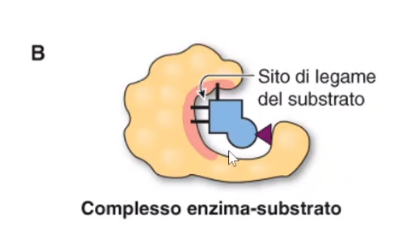 B
Sito di legame
del substrato
Complesso enzima-substrato